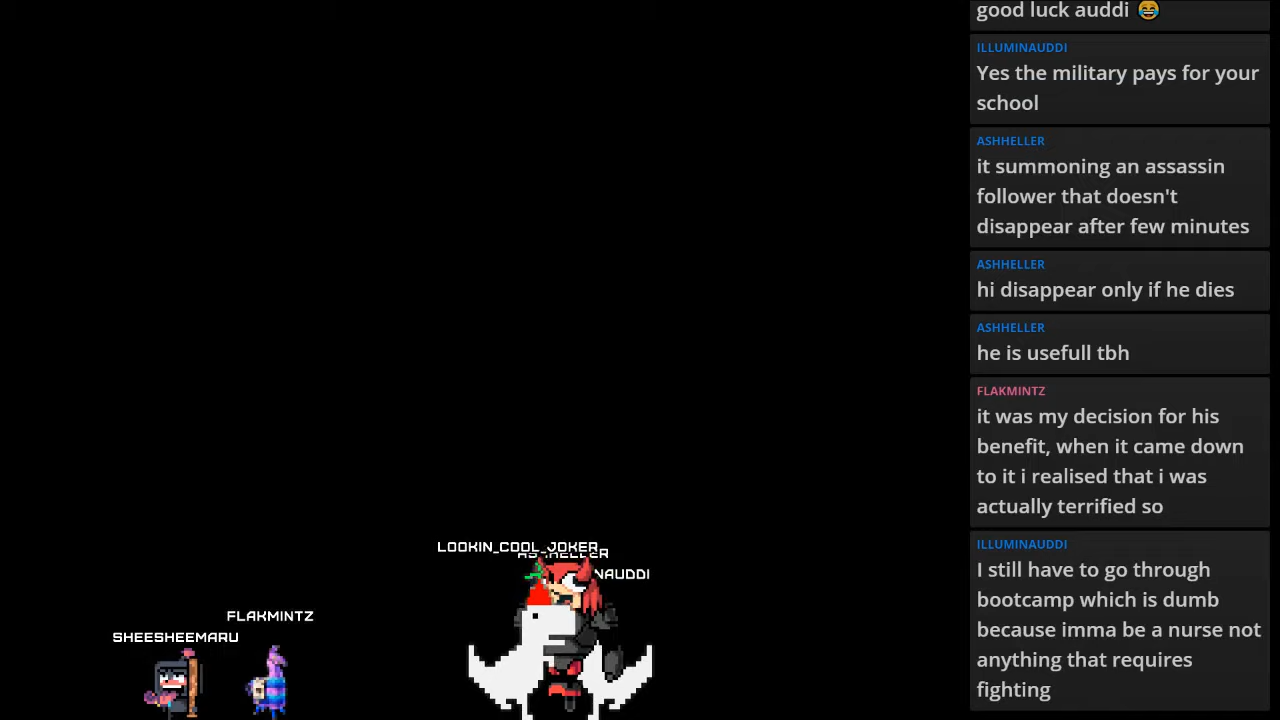 good luck auddi 😂
ILLUMINAUDDI
Yes the military pays for your
school
ASHHELLER
it summoning an assassin
follower that doesn't
disappear after few minutes
ASHHELLER
hi disappear only if he dies
ASHHELLER
he is usefull tbh
FLAKMINTZ
it was my decision for his
benefit, when it came down
to it i realised that i was
actually terrified so
ILLUMINAUDDI
I still have to go through
bootcamp which is dumb
because imma be a nurse not
anything that requires
fighting
LOOKIN_COOL_JOKER
NAUDDI
FLAKMINTZ
SHEESHEEMARU